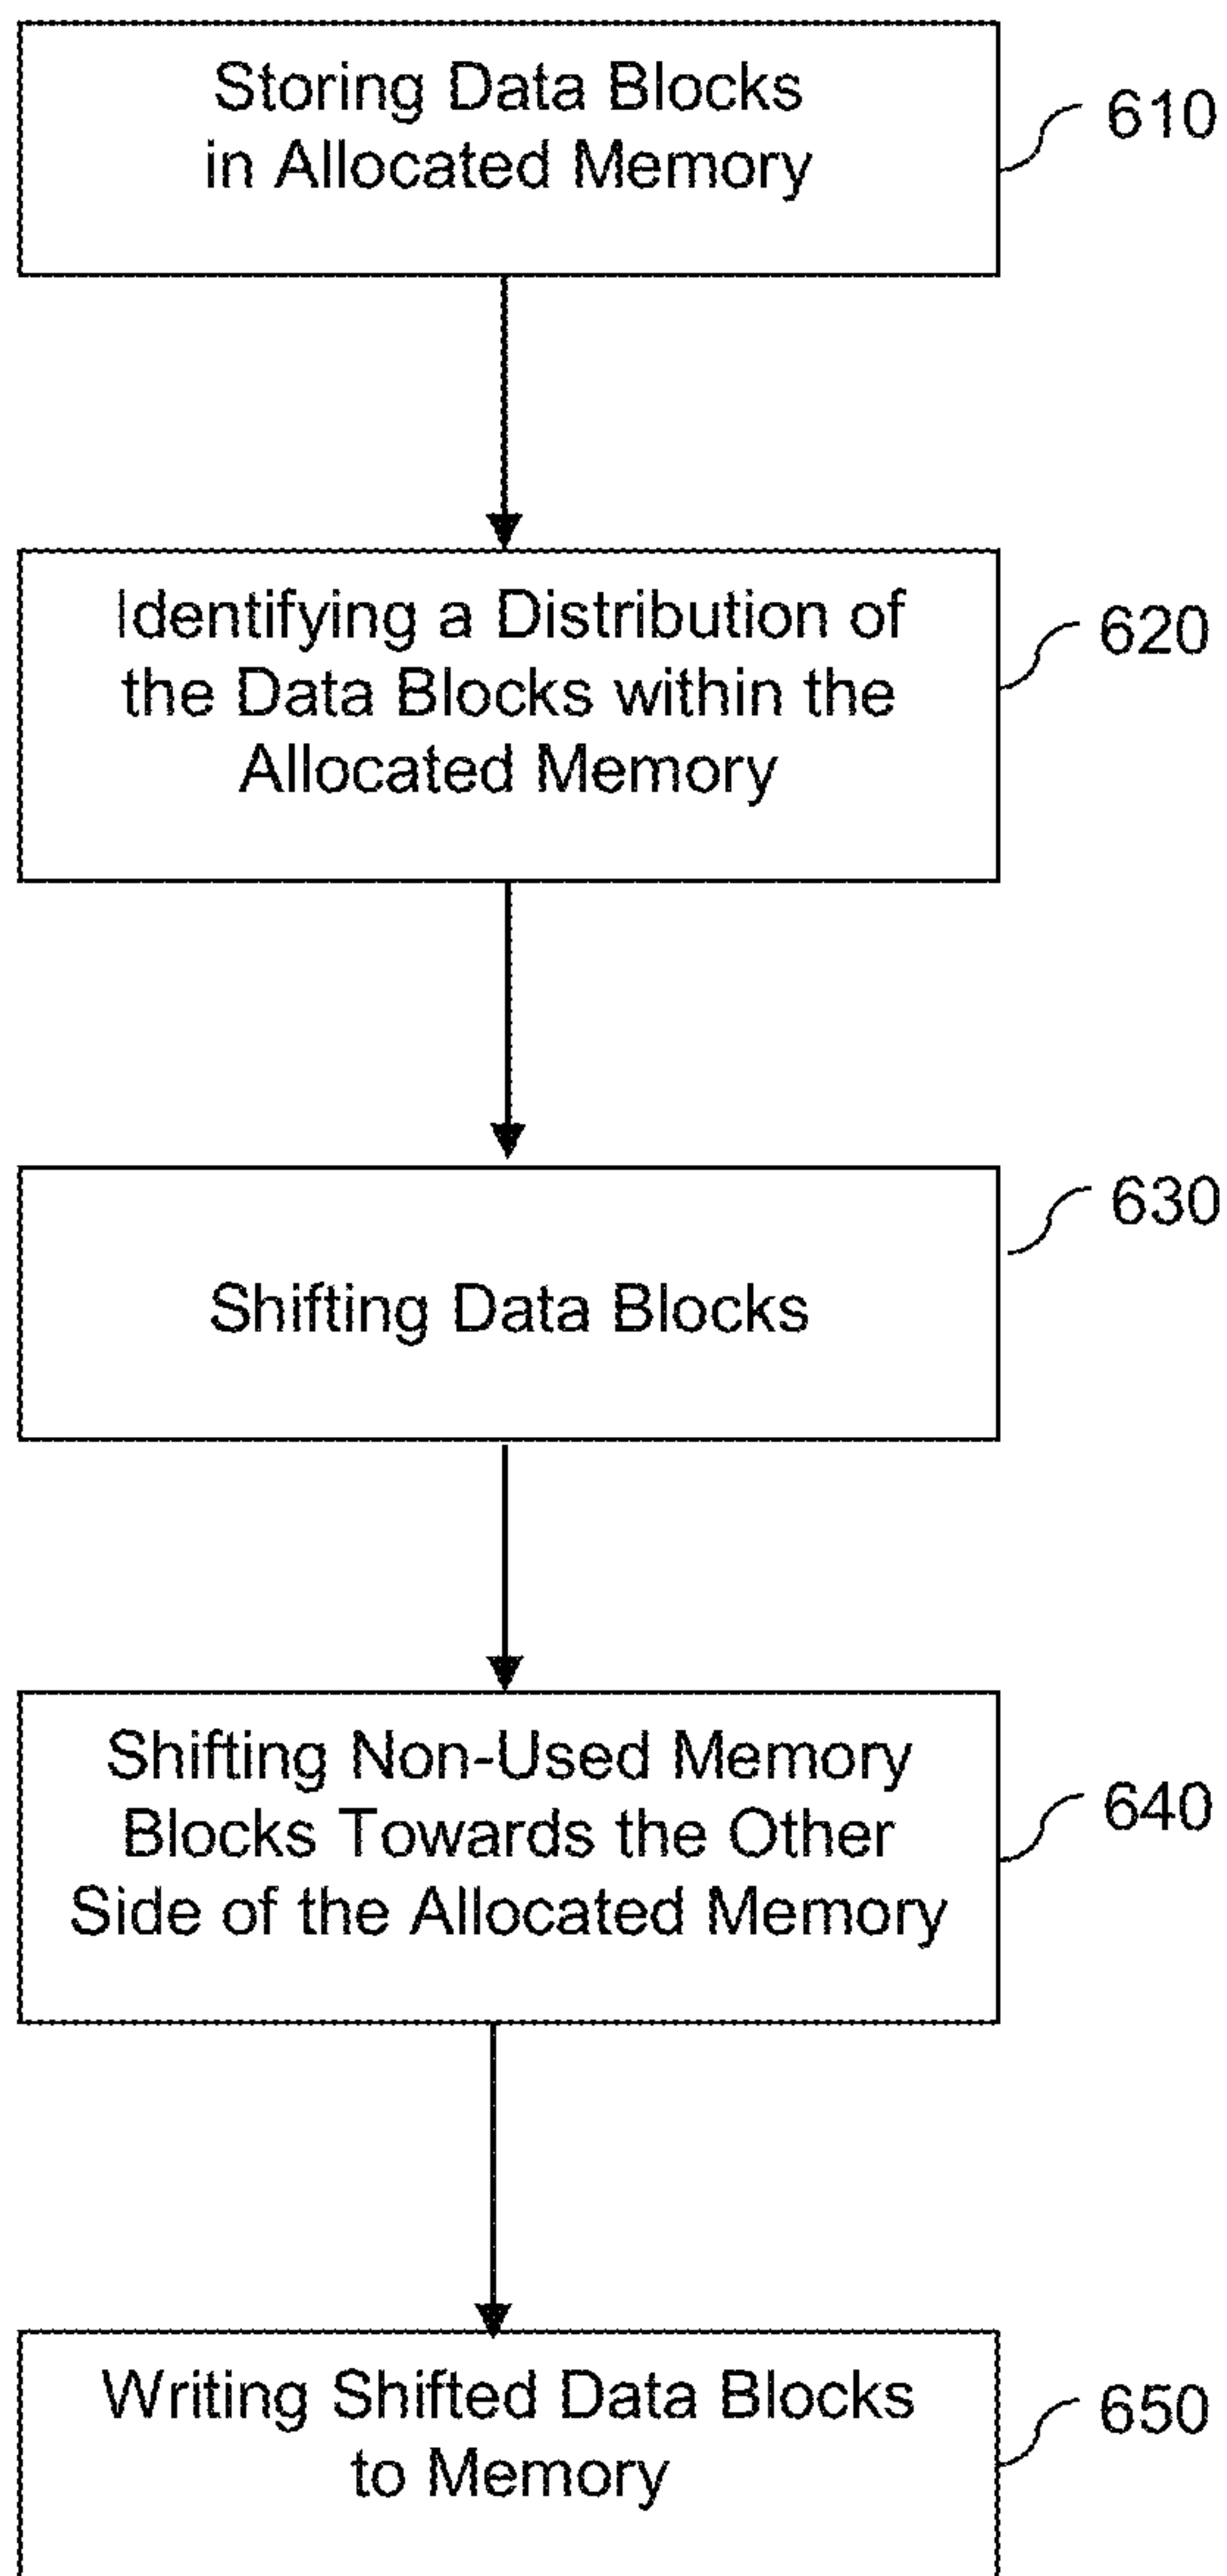 Storing Data Blocks
in Allocated Memory
610
Identifying a Distribution of
the Data Blocks within the
Allocated Memory
620
Shifting Data Blocks
630
Shifting Non-Used Memory
Blocks Towards the Other
Side of the Allocated Memory
640
Writing Shifted Data Blocks
to Memory
650